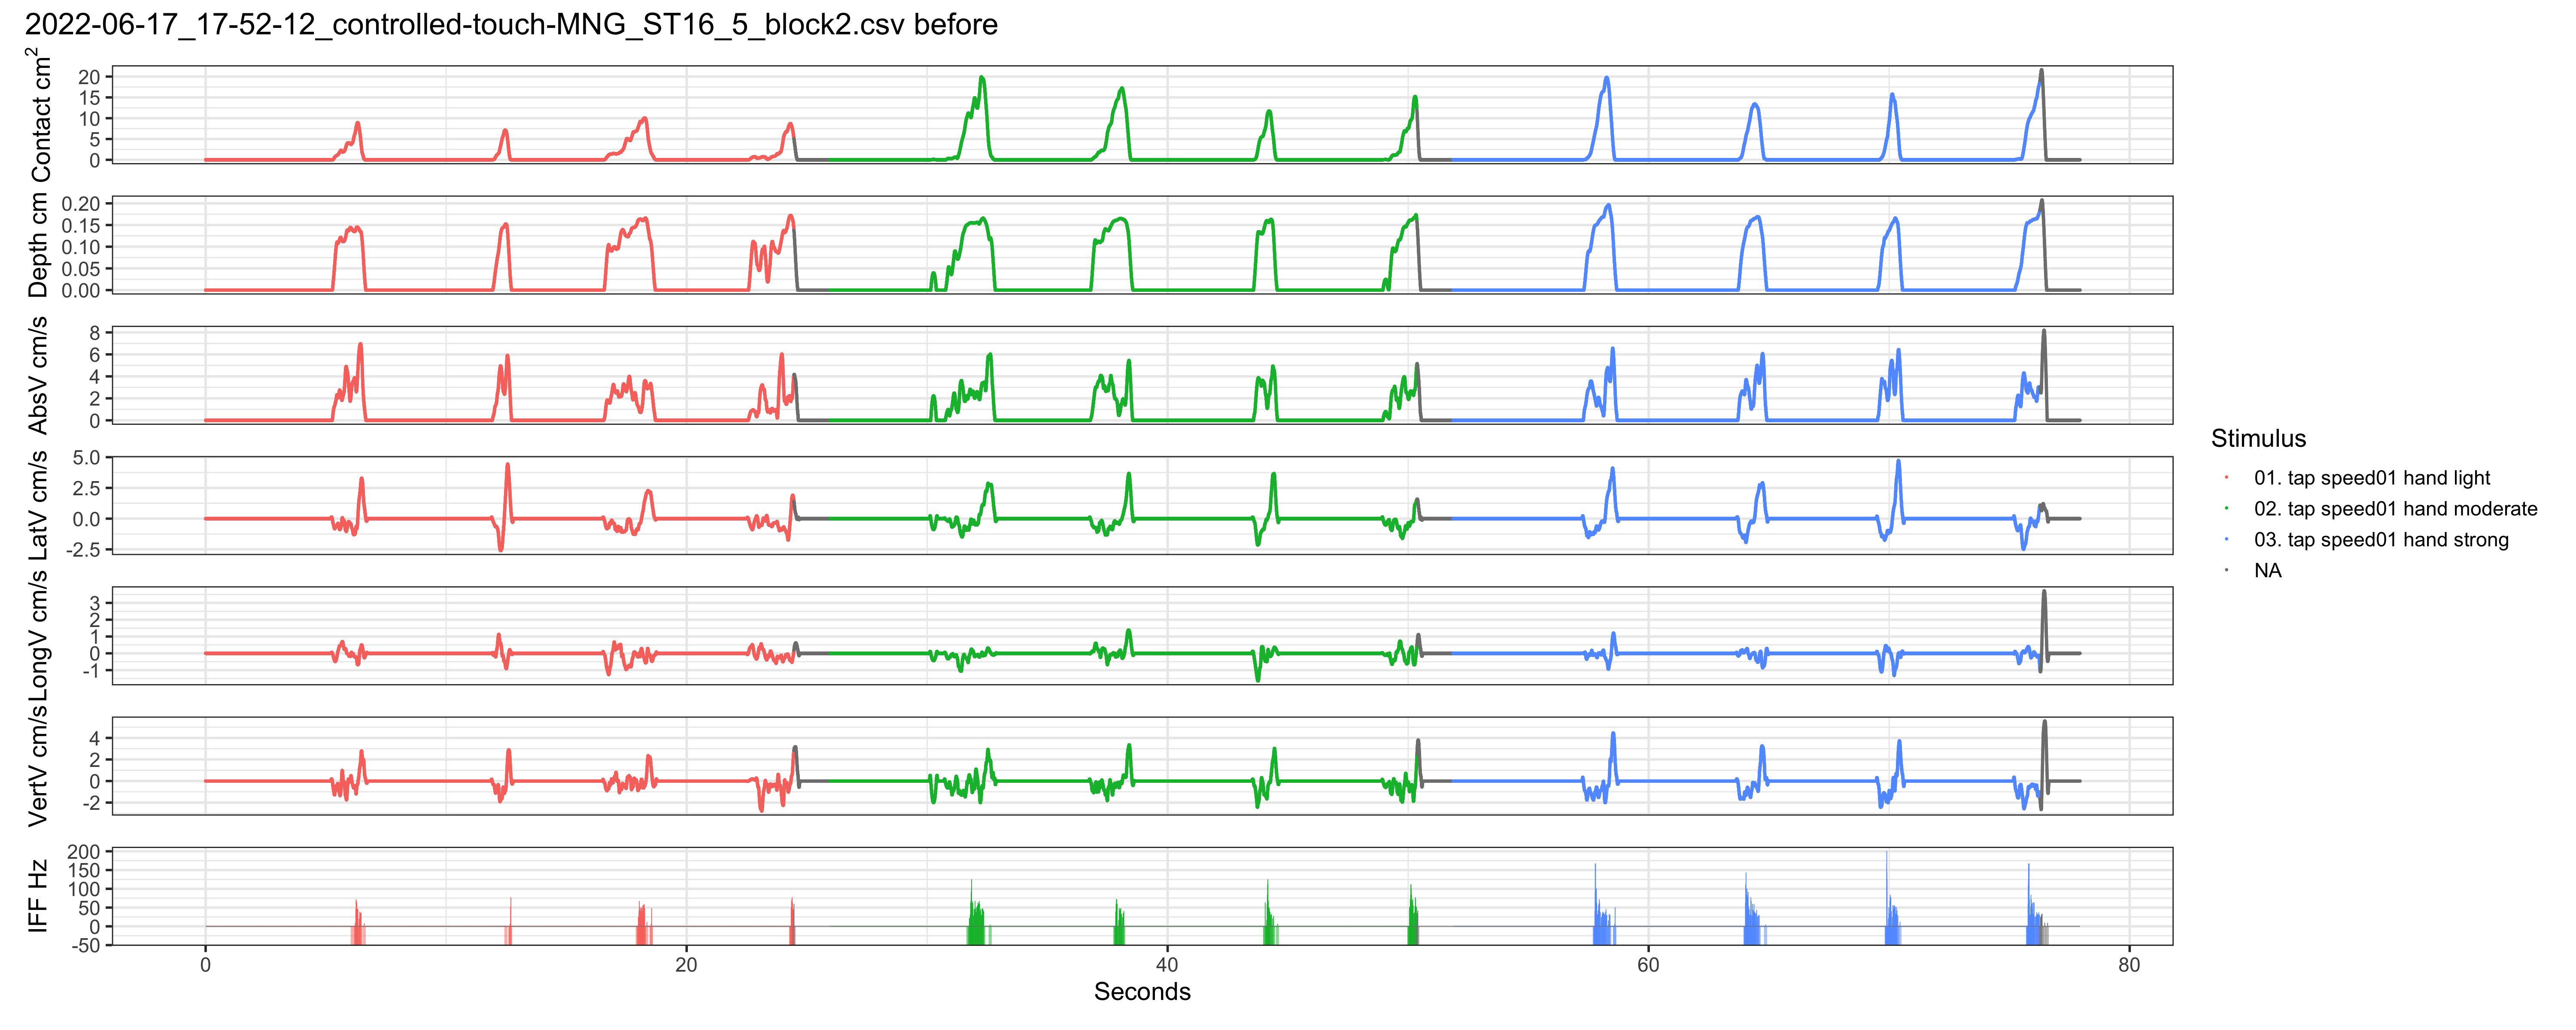 2022-06-17_17-52-12_controlled-touch-MNG_ST16_5_block2.csv before
Contact cm²
20
15
10
5
0
Depth cm
0.20
0.15
0.10
0.05
0.00
AbsV cm/s
8
6
4
2
0
LatV cm/s
5.0
2.5
0.0
-2.5
LongV cm/s
3
2
1
0
-1
VertV cm/s
4
2
0
-2
IFF Hz
200
150
100
50
0
-50
0 20 40 60 80
Seconds
Stimulus
01. tap speed01 hand light
02. tap speed01 hand moderate
03. tap speed01 hand strong
NA